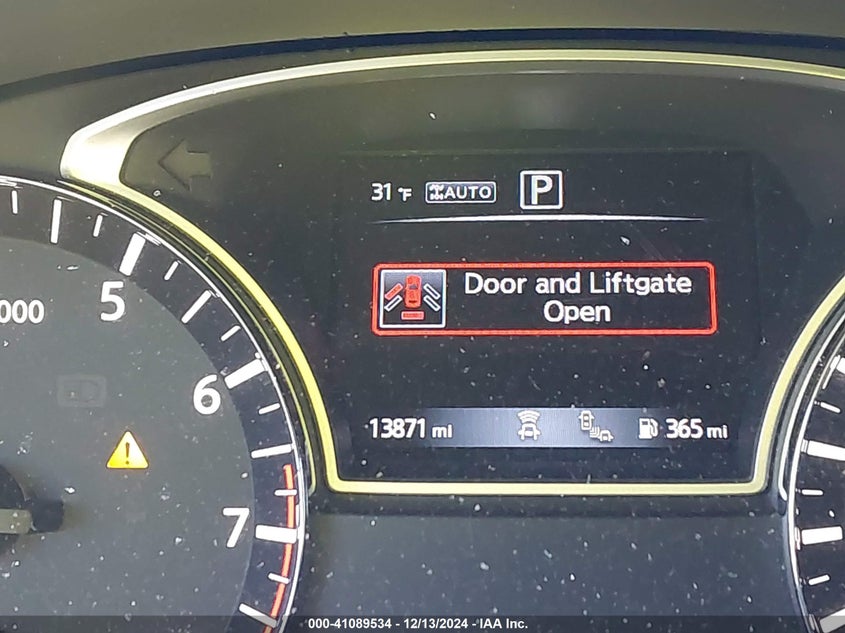 31 °F AUTO P
Door and Liftgate
Open
5
000
6
7
13871 mi 365 mi
000-41089534 - 12/13/2024 - IAA Inc.